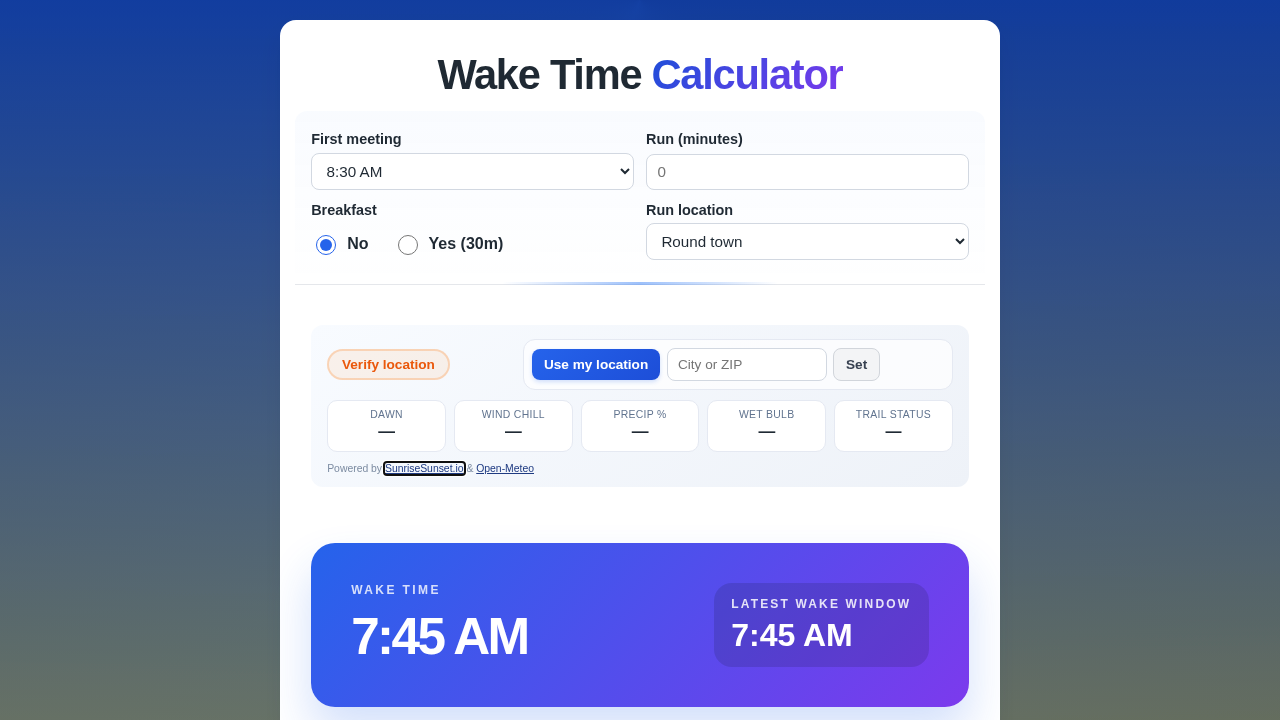 Wake Time Calculator
First meeting
8:30 AM
Run (minutes)
0
Breakfast
No
Yes (30m)
Run location
Round town
Verify location
Use my location
City or ZIP
Set
DAWN
—
WIND CHILL
—
PRECIP %
—
WET BULB
—
TRAIL STATUS
—
Powered by SunriseSunset.io & Open-Meteo
WAKE TIME
7:45 AM
LATEST WAKE WINDOW
7:45 AM